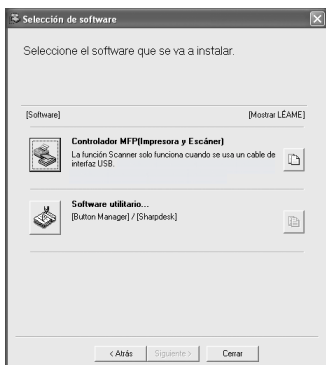 Selección de software
Seleccione el software que se va a instalar.
[Software] [Mostrar LÉAME]
Controlador MFP(Impresora y Escáner)
La función Scanner solo funciona cuando se usa un cable de
interfaz USB.
Software utilitario...
[Button Manager] / [Sharpdesk]
< Atrás Siguiente > Cerrar